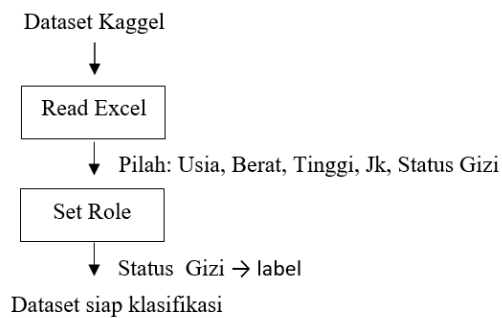 Dataset Kaggel
Read Excel
Pilah: Usia, Berat, Tinggi, Jk, Status Gizi
Set Role
Status Gizi → label
Dataset siap klasifikasi